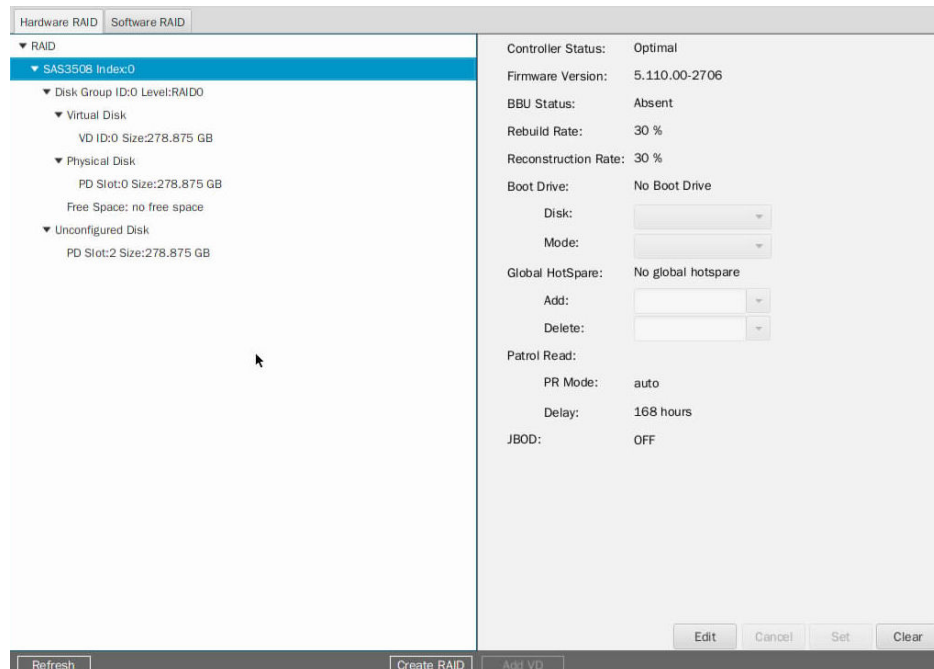 Hardware RAID
Software RAID
RAID
SAS3508 Index:0
Disk Group ID:0 Level:RAID0
Virtual Disk
VD ID:0 Size:278.875 GB
Physical Disk
PD Slot:0 Size:278.875 GB
Free Space: no free space
Unconfigured Disk
PD Slot:2 Size:278.875 GB
Controller Status: Optimal
Firmware Version: 5.110.00-2706
BBU Status: Absent
Rebuild Rate: 30 %
Reconstruction Rate: 30 %
Boot Drive: No Boot Drive
Disk:
Mode:
Global HotSpare: No global hotspare
Add:
Delete:
Patrol Read:
PR Mode: auto
Delay: 168 hours
JBOD: OFF
Edit Cancel Set Clear
Refresh Create RAID Add VD